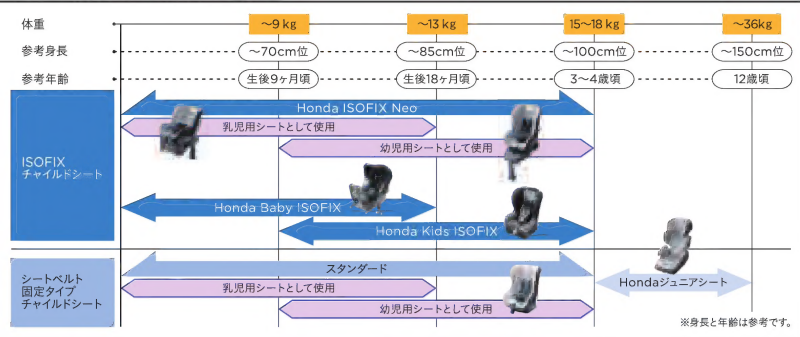 体重 〜9 kg 〜13 kg 15〜18 kg 〜36kg
参考身長 〜70cm位 〜85cm位 〜100cm位 〜150cm位
参考年齢 生後9ヶ月頃 生後18ヶ月頃 3〜4歳頃 12歳頃
Honda ISOFIX Neo
乳児用シートとして使用
幼児用シートとして使用
ISOFIX
チャイルドシート
Honda Baby ISOFIX
Honda Kids ISOFIX
スタンダード
シートベルト
固定タイプ
チャイルドシート
Hondaジュニアシート
乳児用シートとして使用
幼児用シートとして使用
※身長と年齢は参考です。